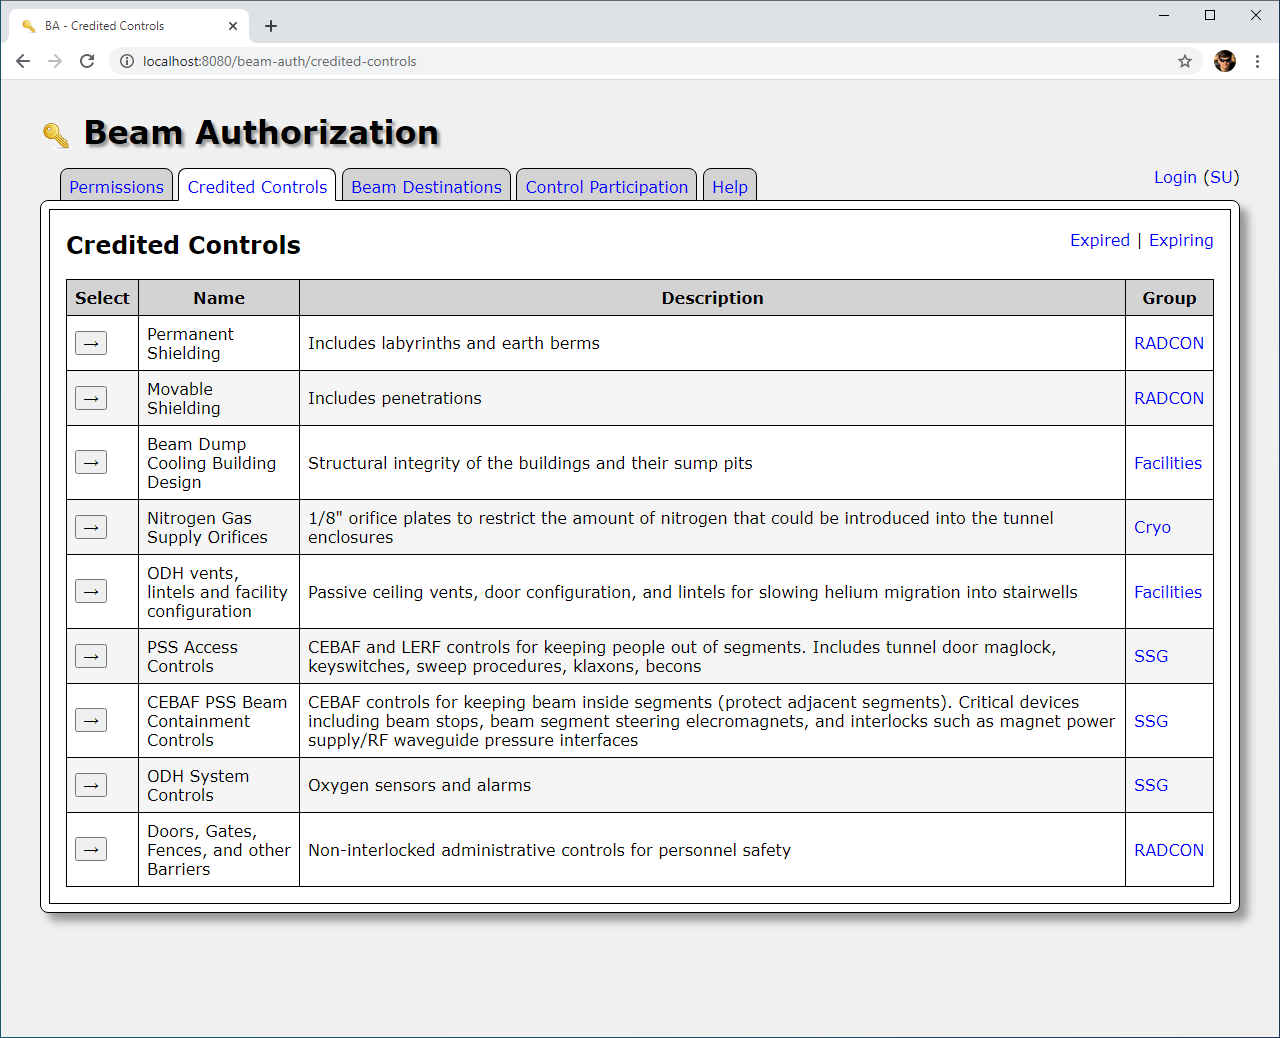 BA - Credited Controls
localhost:8080/beam-auth/credited-controls
Beam Authorization
Permissions
Credited Controls
Beam Destinations
Control Participation
Help
Login (SU)
Credited Controls
Expired | Expiring
Select
Name
Description
Group
→
Permanent
Shielding
Includes labyrinths and earth berms
RADCON
→
Movable
Shielding
Includes penetrations
RADCON
→
Beam Dump
Cooling Building
Design
Structural integrity of the buildings and their sump pits
Facilities
→
Nitrogen Gas
Supply Orifices
1/8" orifice plates to restrict the amount of nitrogen that could be introduced into the tunnel
enclosures
Cryo
→
ODH vents,
lintels and facility
configuration
Passive ceiling vents, door configuration, and lintels for slowing helium migration into stairwells
Facilities
→
PSS Access
Controls
CEBAF and LERF controls for keeping people out of segments. Includes tunnel door maglock,
keyswitches, sweep procedures, klaxons, becons
SSG
→
CEBAF PSS Beam
Containment
Controls
CEBAF controls for keeping beam inside segments (protect adjacent segments). Critical devices
including beam stops, beam segment steering elecromagnets, and interlocks such as magnet power
supply/RF waveguide pressure interfaces
SSG
→
ODH System
Controls
Oxygen sensors and alarms
SSG
→
Doors, Gates,
Fences, and other
Barriers
Non-interlocked administrative controls for personnel safety
RADCON